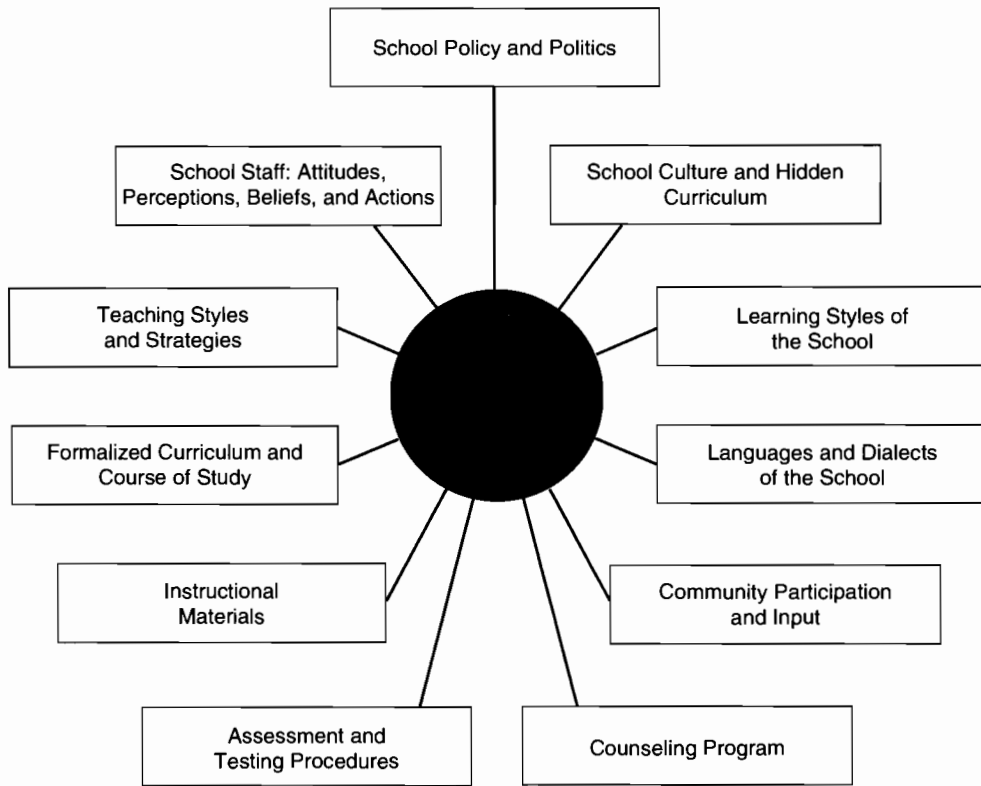 School Policy and Politics
School Staff: Attitudes,
Perceptions, Beliefs, and Actions
School Culture and Hidden
Curriculum
Teaching Styles
and Strategies
Learning Styles of
the School
Formalized Curriculum and
Course of Study
Languages and Dialects
of the School
Instructional
Materials
Community Participation
and Input
Assessment and
Testing Procedures
Counseling Program